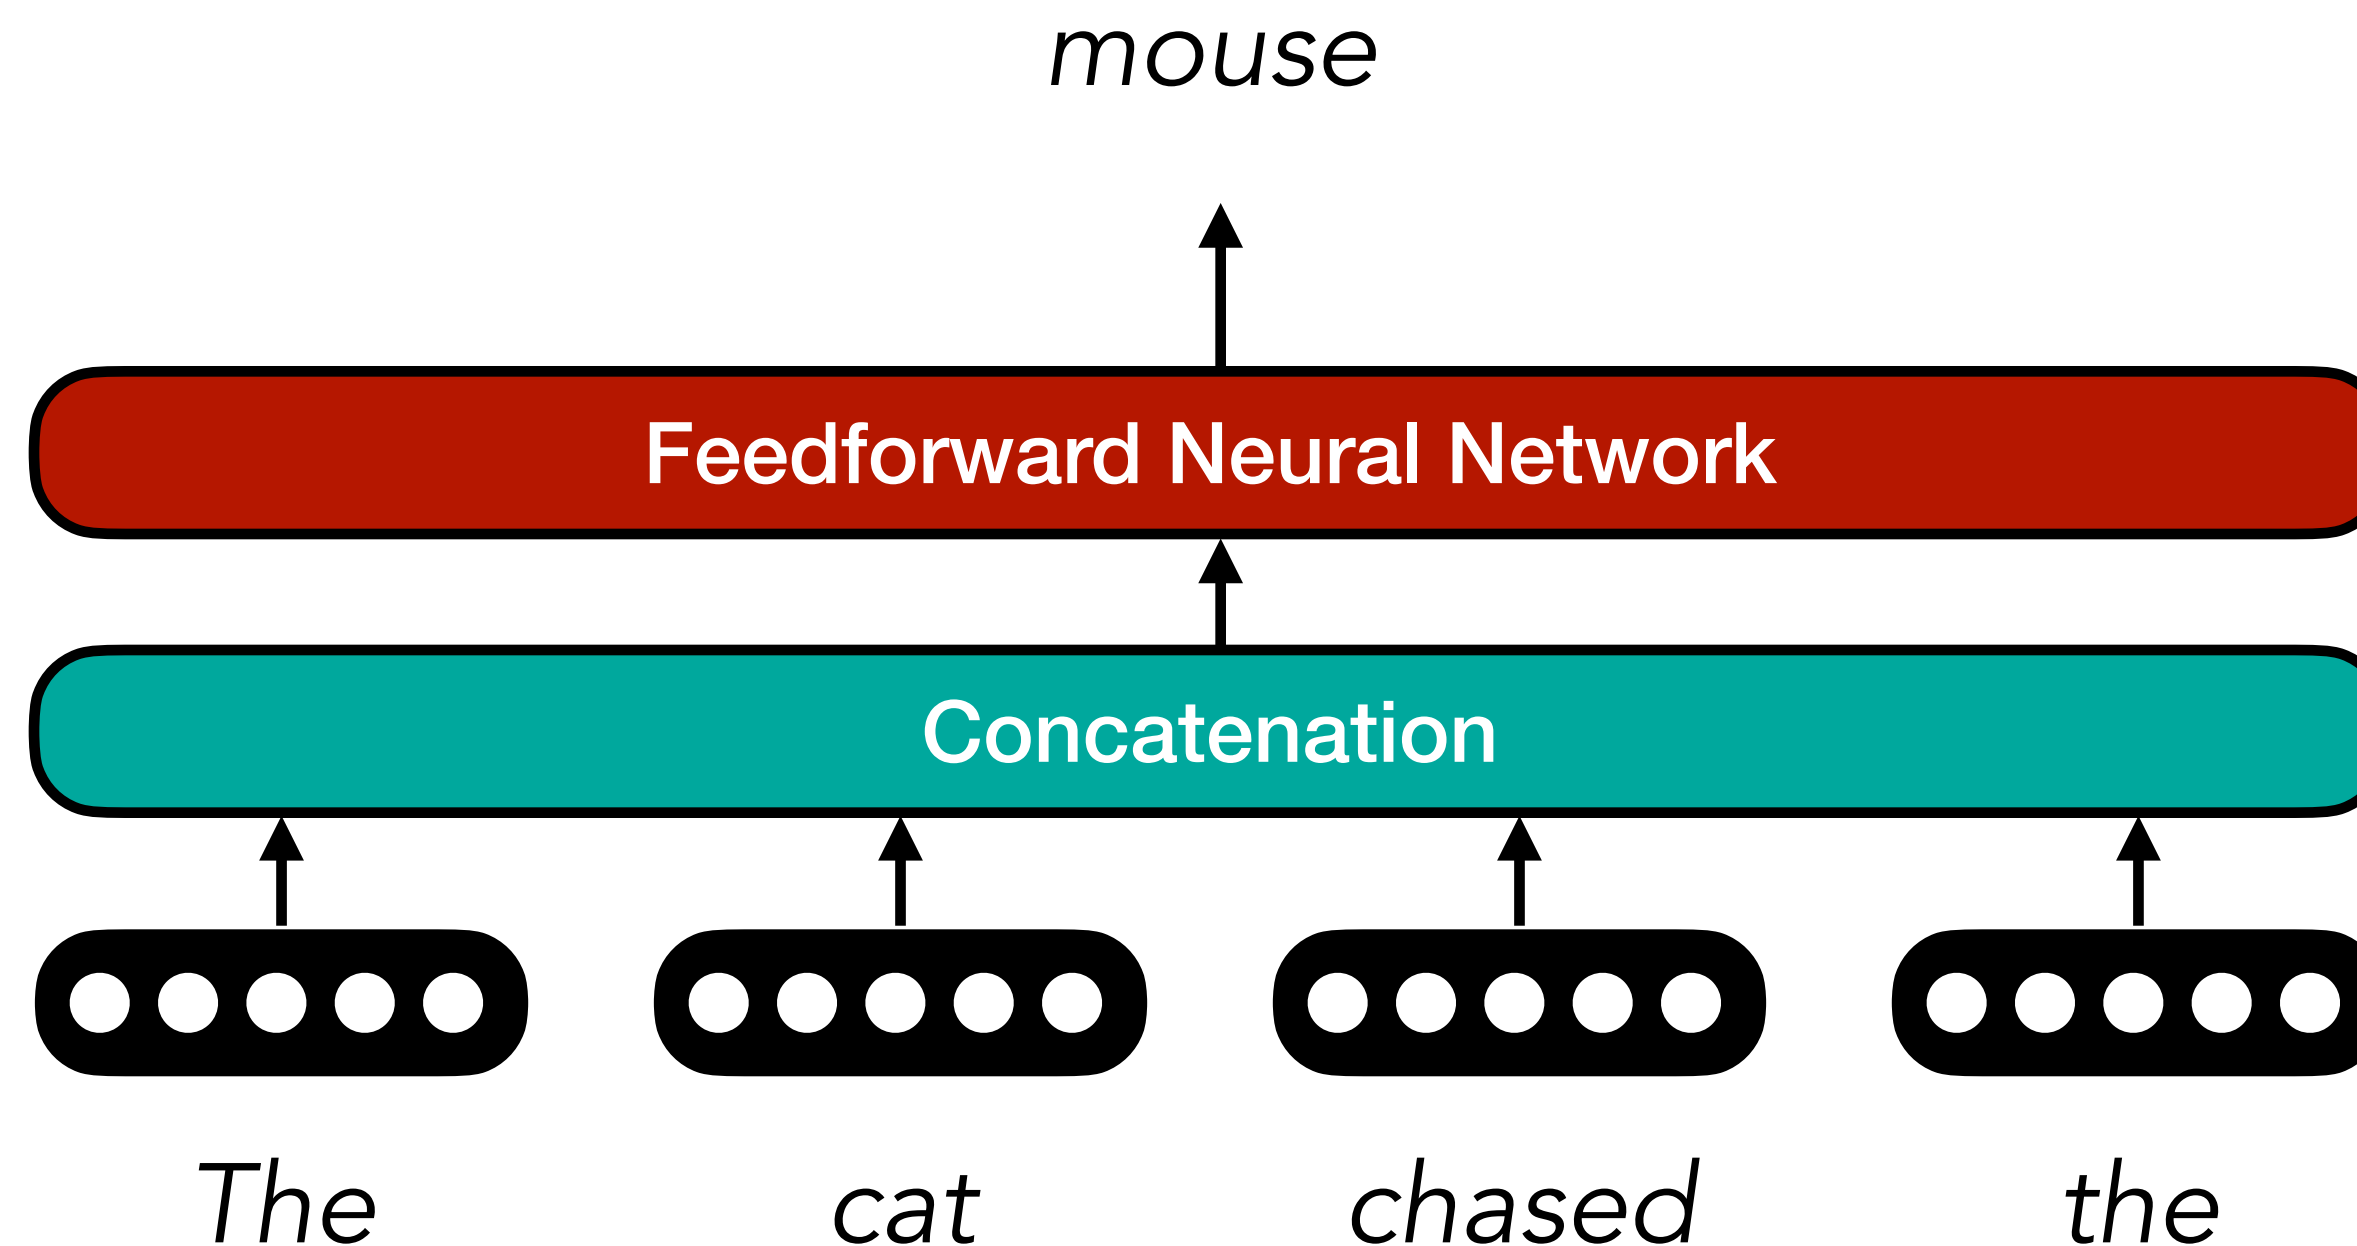 mouse
Feedforward Neural Network
Concatenation
The cat chased the